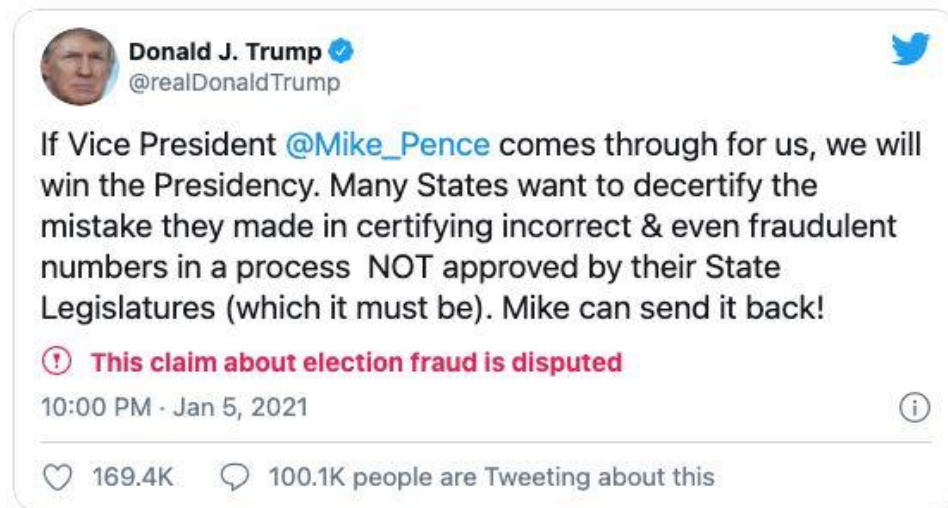 Donald J. Trump
@realDonaldTrump
If Vice President @Mike_Pence comes through for us, we will
win the Presidency. Many States want to decertify the
mistake they made in certifying incorrect & even fraudulent
numbers in a process  NOT approved by their State
Legislatures (which it must be). Mike can send it back!
This claim about election fraud is disputed
10:00 PM · Jan 5, 2021
169.4K 100.1K people are Tweeting about this